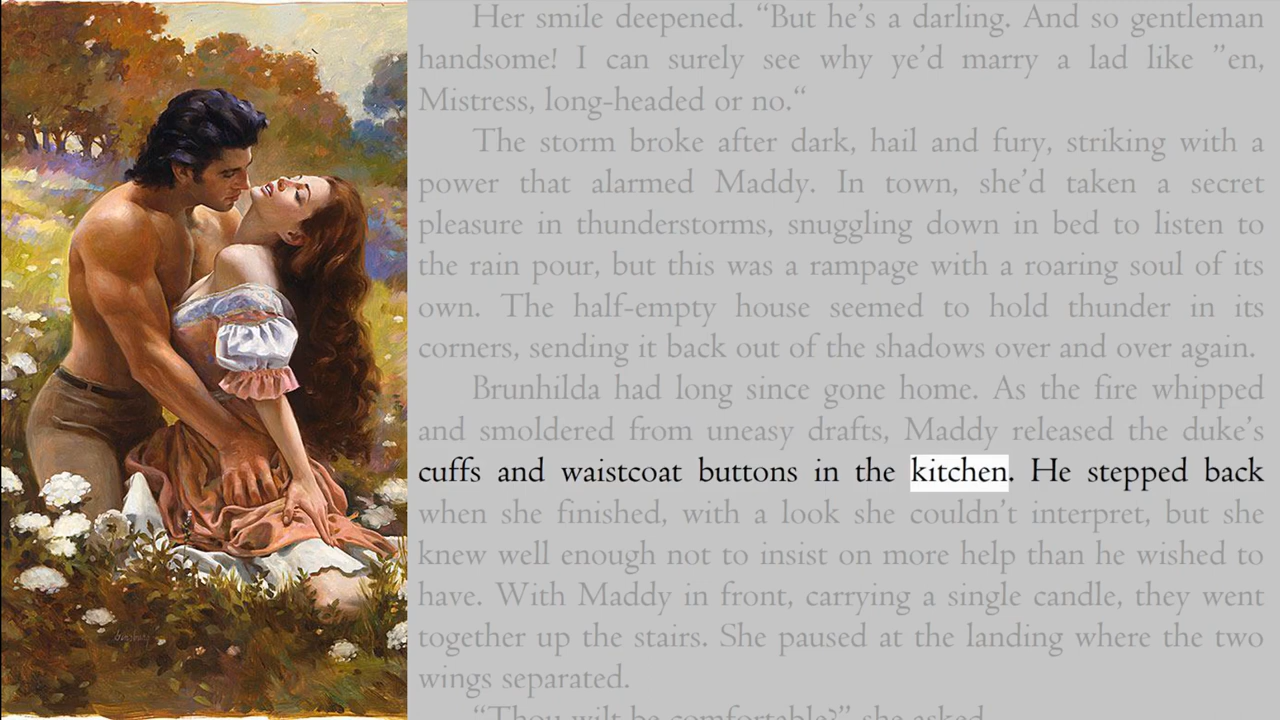 Her smile deepened. “But he’s a darling. And so gentleman
handsome! I can surely see why ye’d marry a lad like ”en,
Mistress, long-headed or no.“
The storm broke after dark, hail and fury, striking with a
power that alarmed Maddy. In town, she’d taken a secret
pleasure in thunderstorms, snuggling down in bed to listen to
the rain pour, but this was a rampage with a roaring soul of its
own. The half-empty house seemed to hold thunder in its
corners, sending it back out of the shadows over and over again.
Brunhilda had long since gone home. As the fire whipped
and smoldered from uneasy drafts, Maddy released the duke’s
cuffs and waistcoat buttons in the kitchen. He stepped back
when she finished, with a look she couldn’t interpret, but she
knew well enough not to insist on more help than he wished to
have. With Maddy in front, carrying a single candle, they went
together up the stairs. She paused at the landing where the two
wings separated.
“Thou wilt be comfortable?” she asked.